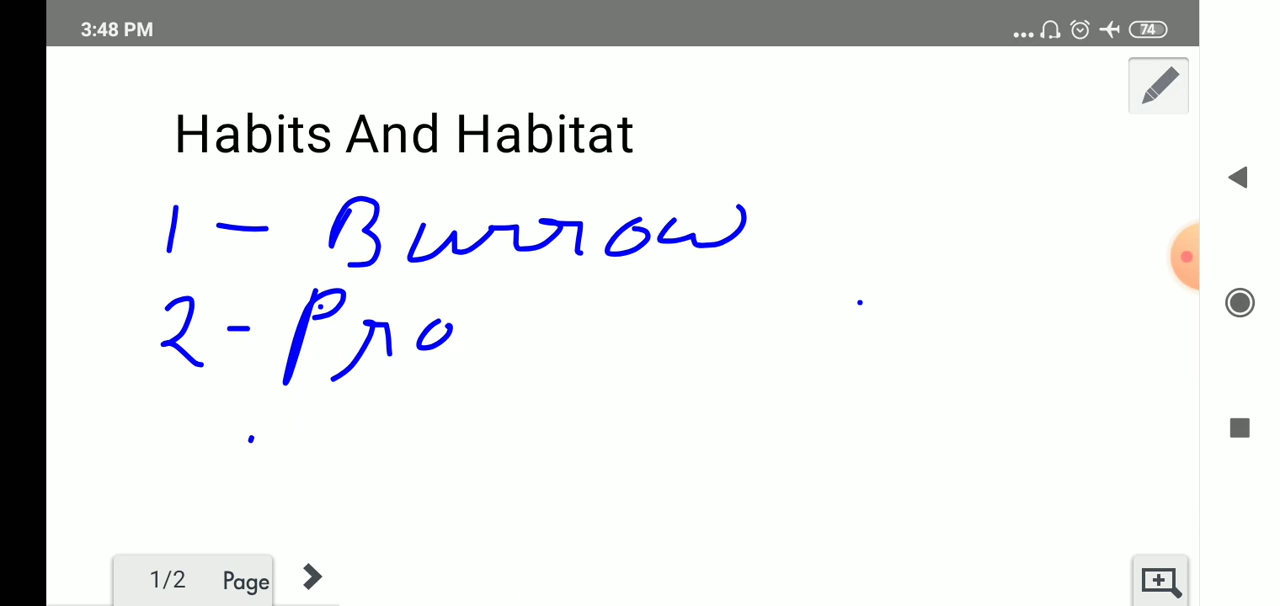 3:48 PM
74
Habits And Habitat
1 - Burrow
2 - Pro
1/2 Page